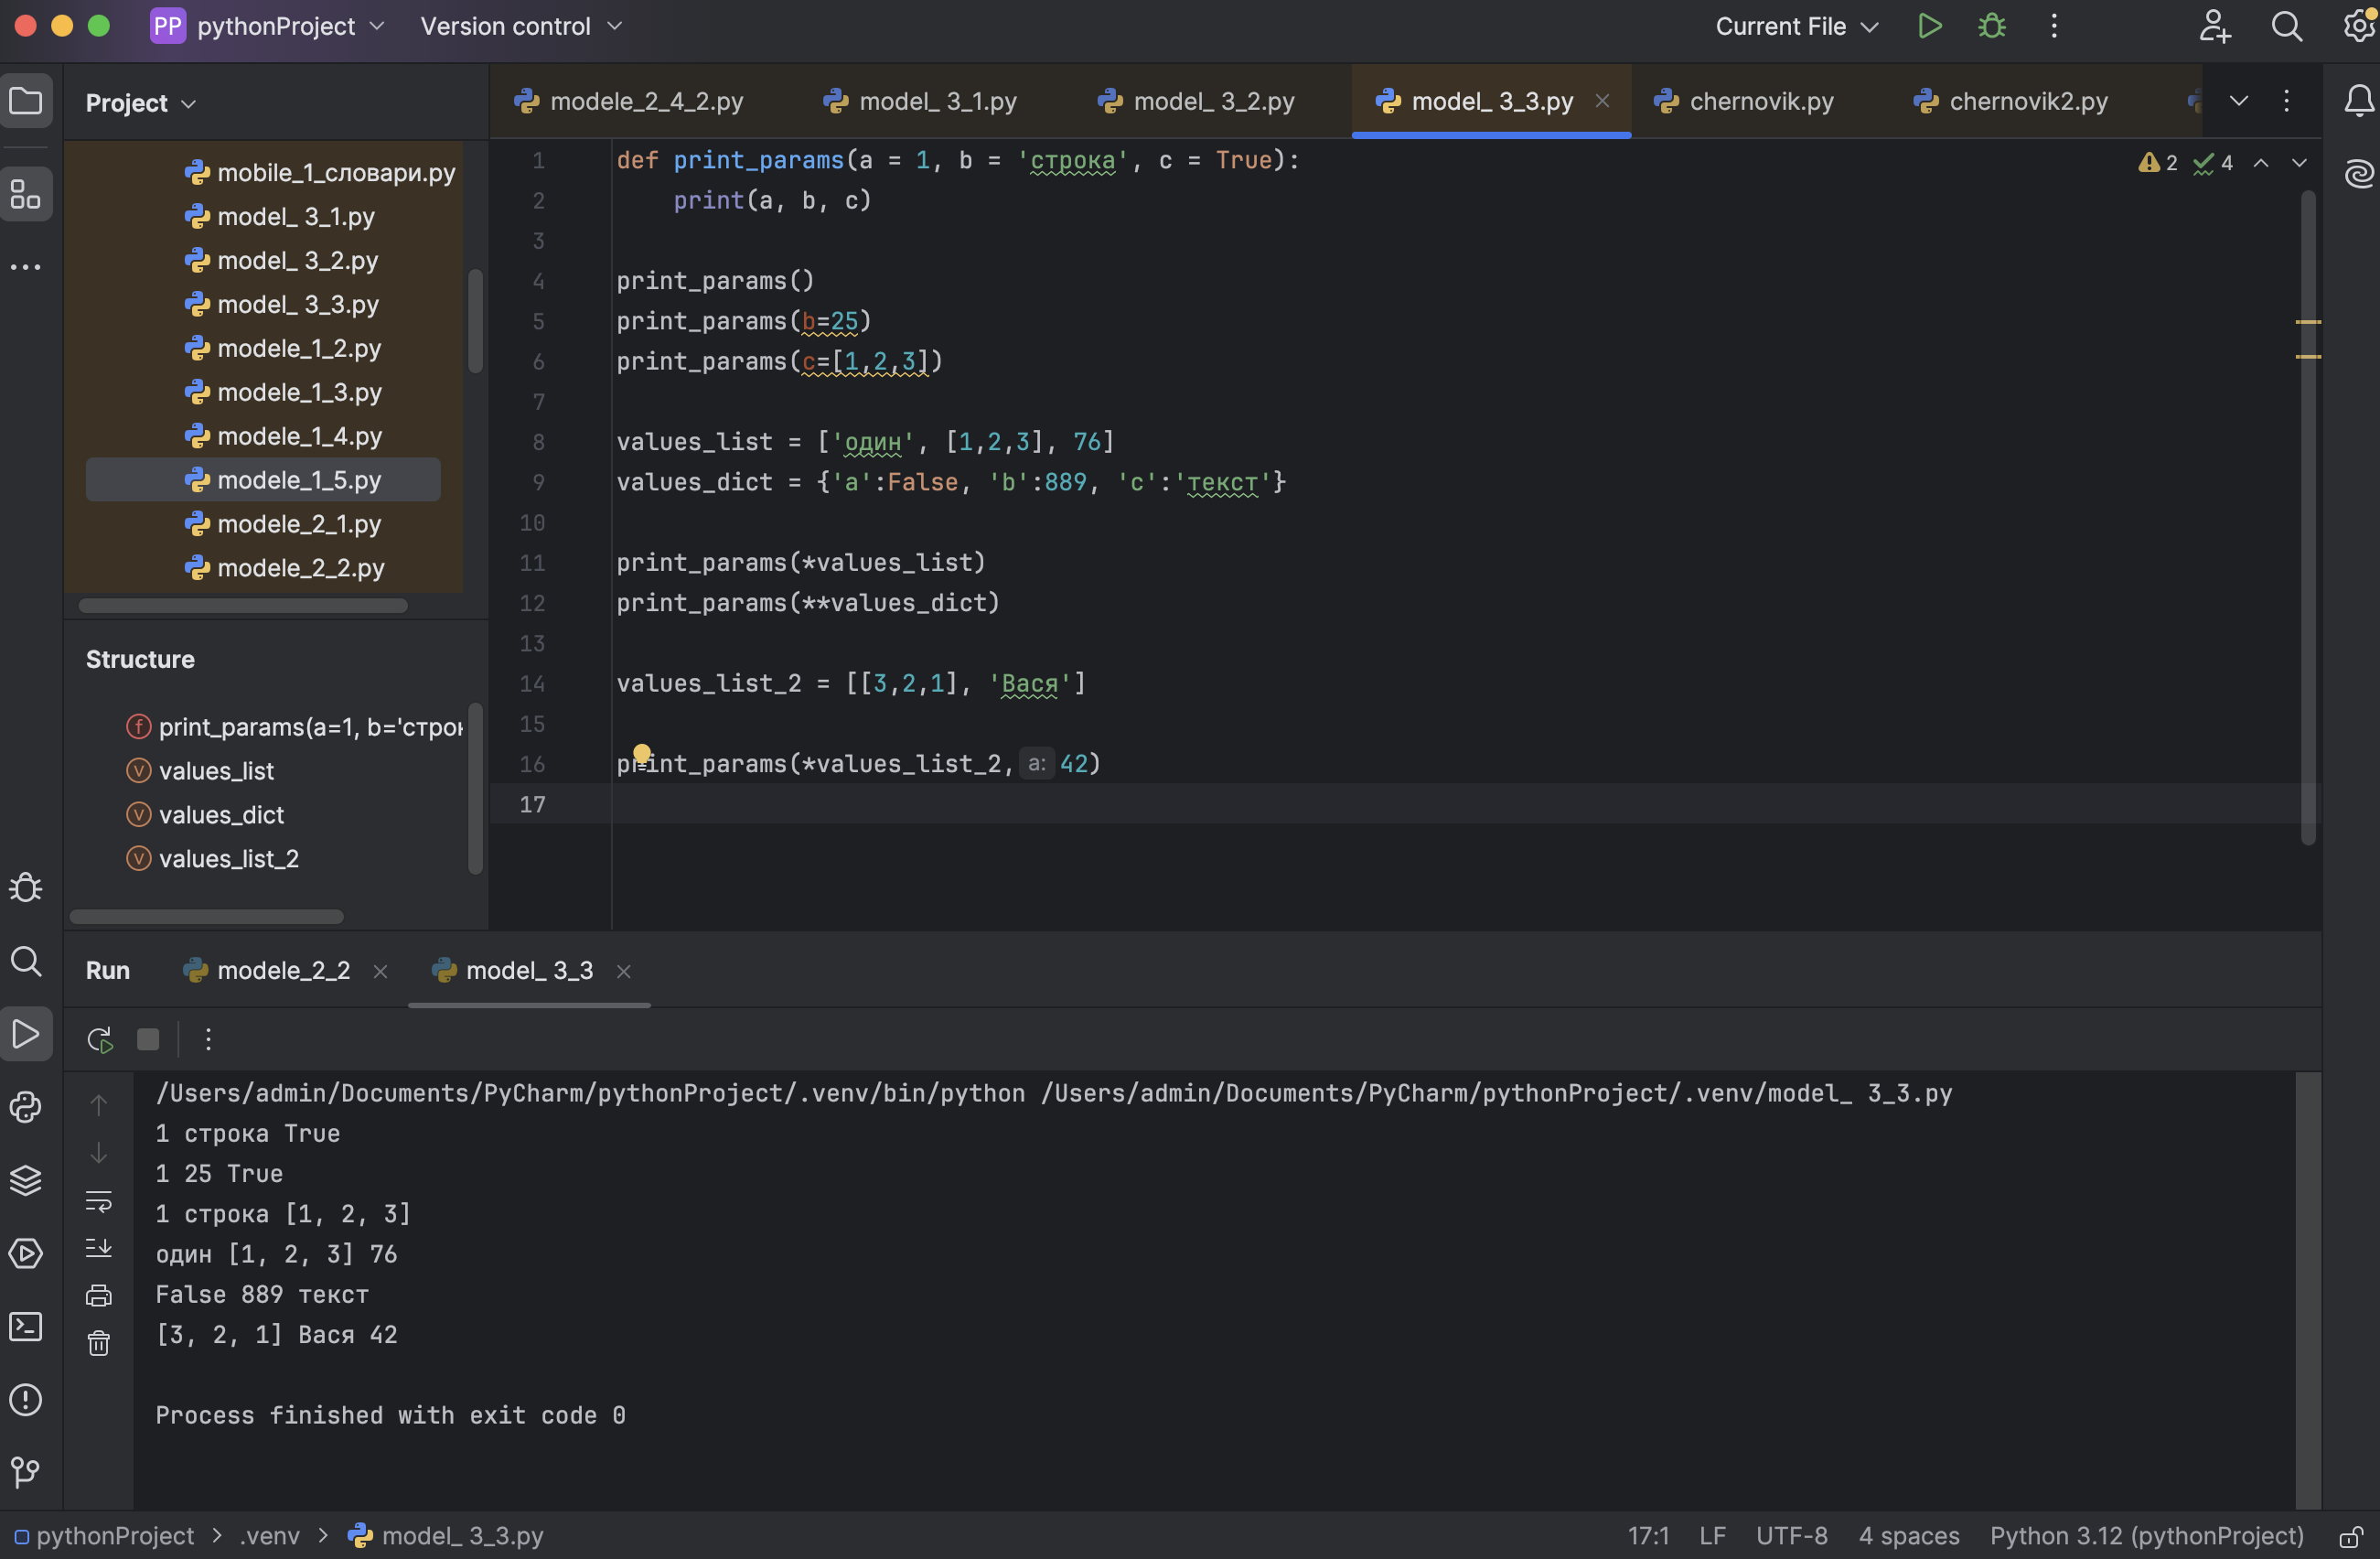 PP pythonProject Version control Current File
Project
mobile_1_словари.py
model_ 3_1.py
model_ 3_2.py
model_ 3_3.py
modele_1_2.py
modele_1_3.py
modele_1_4.py
modele_1_5.py
modele_2_1.py
modele_2_2.py
Structure
f print_params(a=1, b='строк
V values_list
V values_dict
V values_list_2
modele_2_4_2.py model_ 3_1.py model_ 3_2.py model_ 3_3.py chernovik.py chernovik2.py
2 4
1 def print_params(a = 1, b = 'строка', c = True):
2 print(a, b, c)
3
4 print_params()
5 print_params(b=25)
6 print_params(c=[1,2,3])
7
8 values_list = ['один', [1,2,3], 76]
9 values_dict = {'a':False, 'b':889, 'c':'текст'}
10
11 print_params(*values_list)
12 print_params(**values_dict)
13
14 values_list_2 = [[3,2,1], 'Вася']
15
16 print_params(*values_list_2, a: 42)
17
Run modele_2_2 model_ 3_3
/Users/admin/Documents/PyCharm/pythonProject/.venv/bin/python /Users/admin/Documents/PyCharm/pythonProject/.venv/model_ 3_3.py
1 строка True
1 25 True
1 строка [1, 2, 3]
один [1, 2, 3] 76
False 889 текст
[3, 2, 1] Вася 42
Process finished with exit code 0
pythonProject > .venv > model_ 3_3.py 17:1 LF UTF-8 4 spaces Python 3.12 (pythonProject)